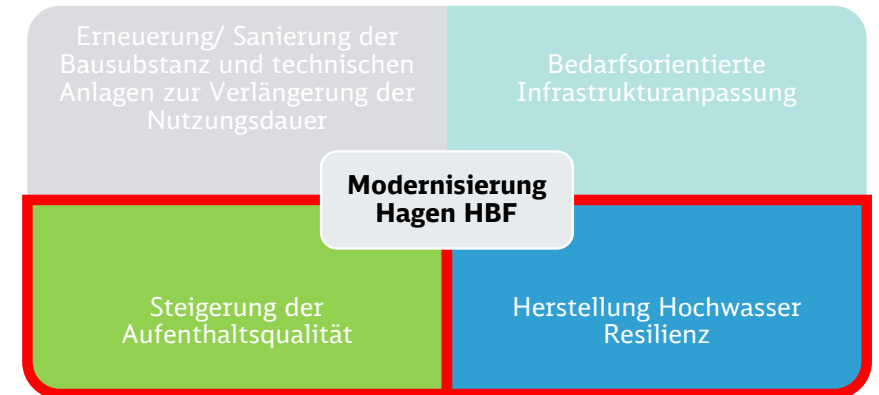 Erneuerung/ Sanierung der
Bausubstanz und technischen
Anlagen zur Verlängerung der
Nutzungsdauer
Bedarfsorientierte
Infrastrukturanpassung
Modernisierung
Hagen HBF
Steigerung der
Aufenthaltsqualität
Herstellung Hochwasser
Resilienz